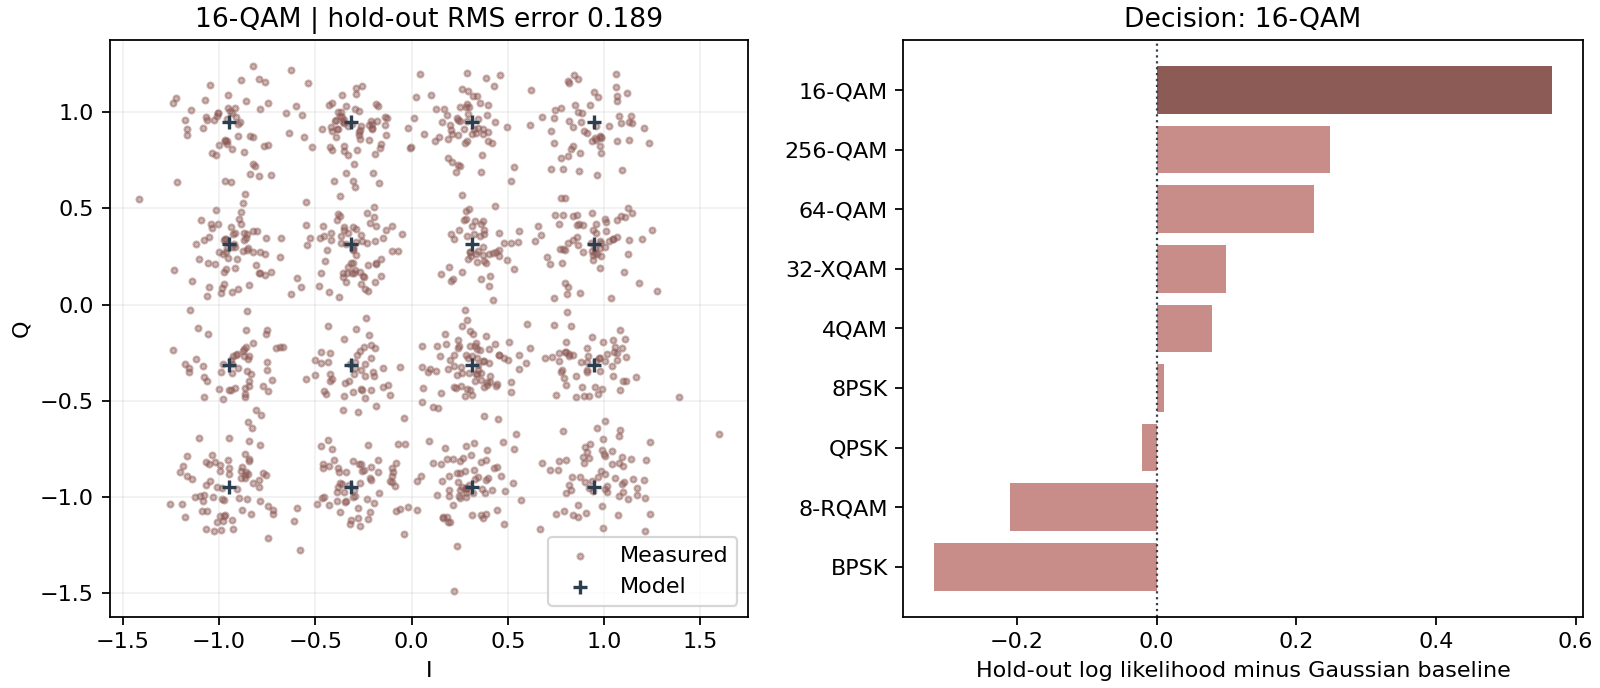 16-QAM | hold-out RMS error 0.189
1.0
0.5
0.0
−0.5
−1.0
−1.5
Q
Measured
Model
−1.5
−1.0
−0.5
0.0
0.5
1.0
1.5
I
Decision: 16-QAM
16-QAM
256-QAM
64-QAM
32-XQAM
4QAM
8PSK
QPSK
8-RQAM
BPSK
−0.2
0.0
0.2
0.4
0.6
Hold-out log likelihood minus Gaussian baseline